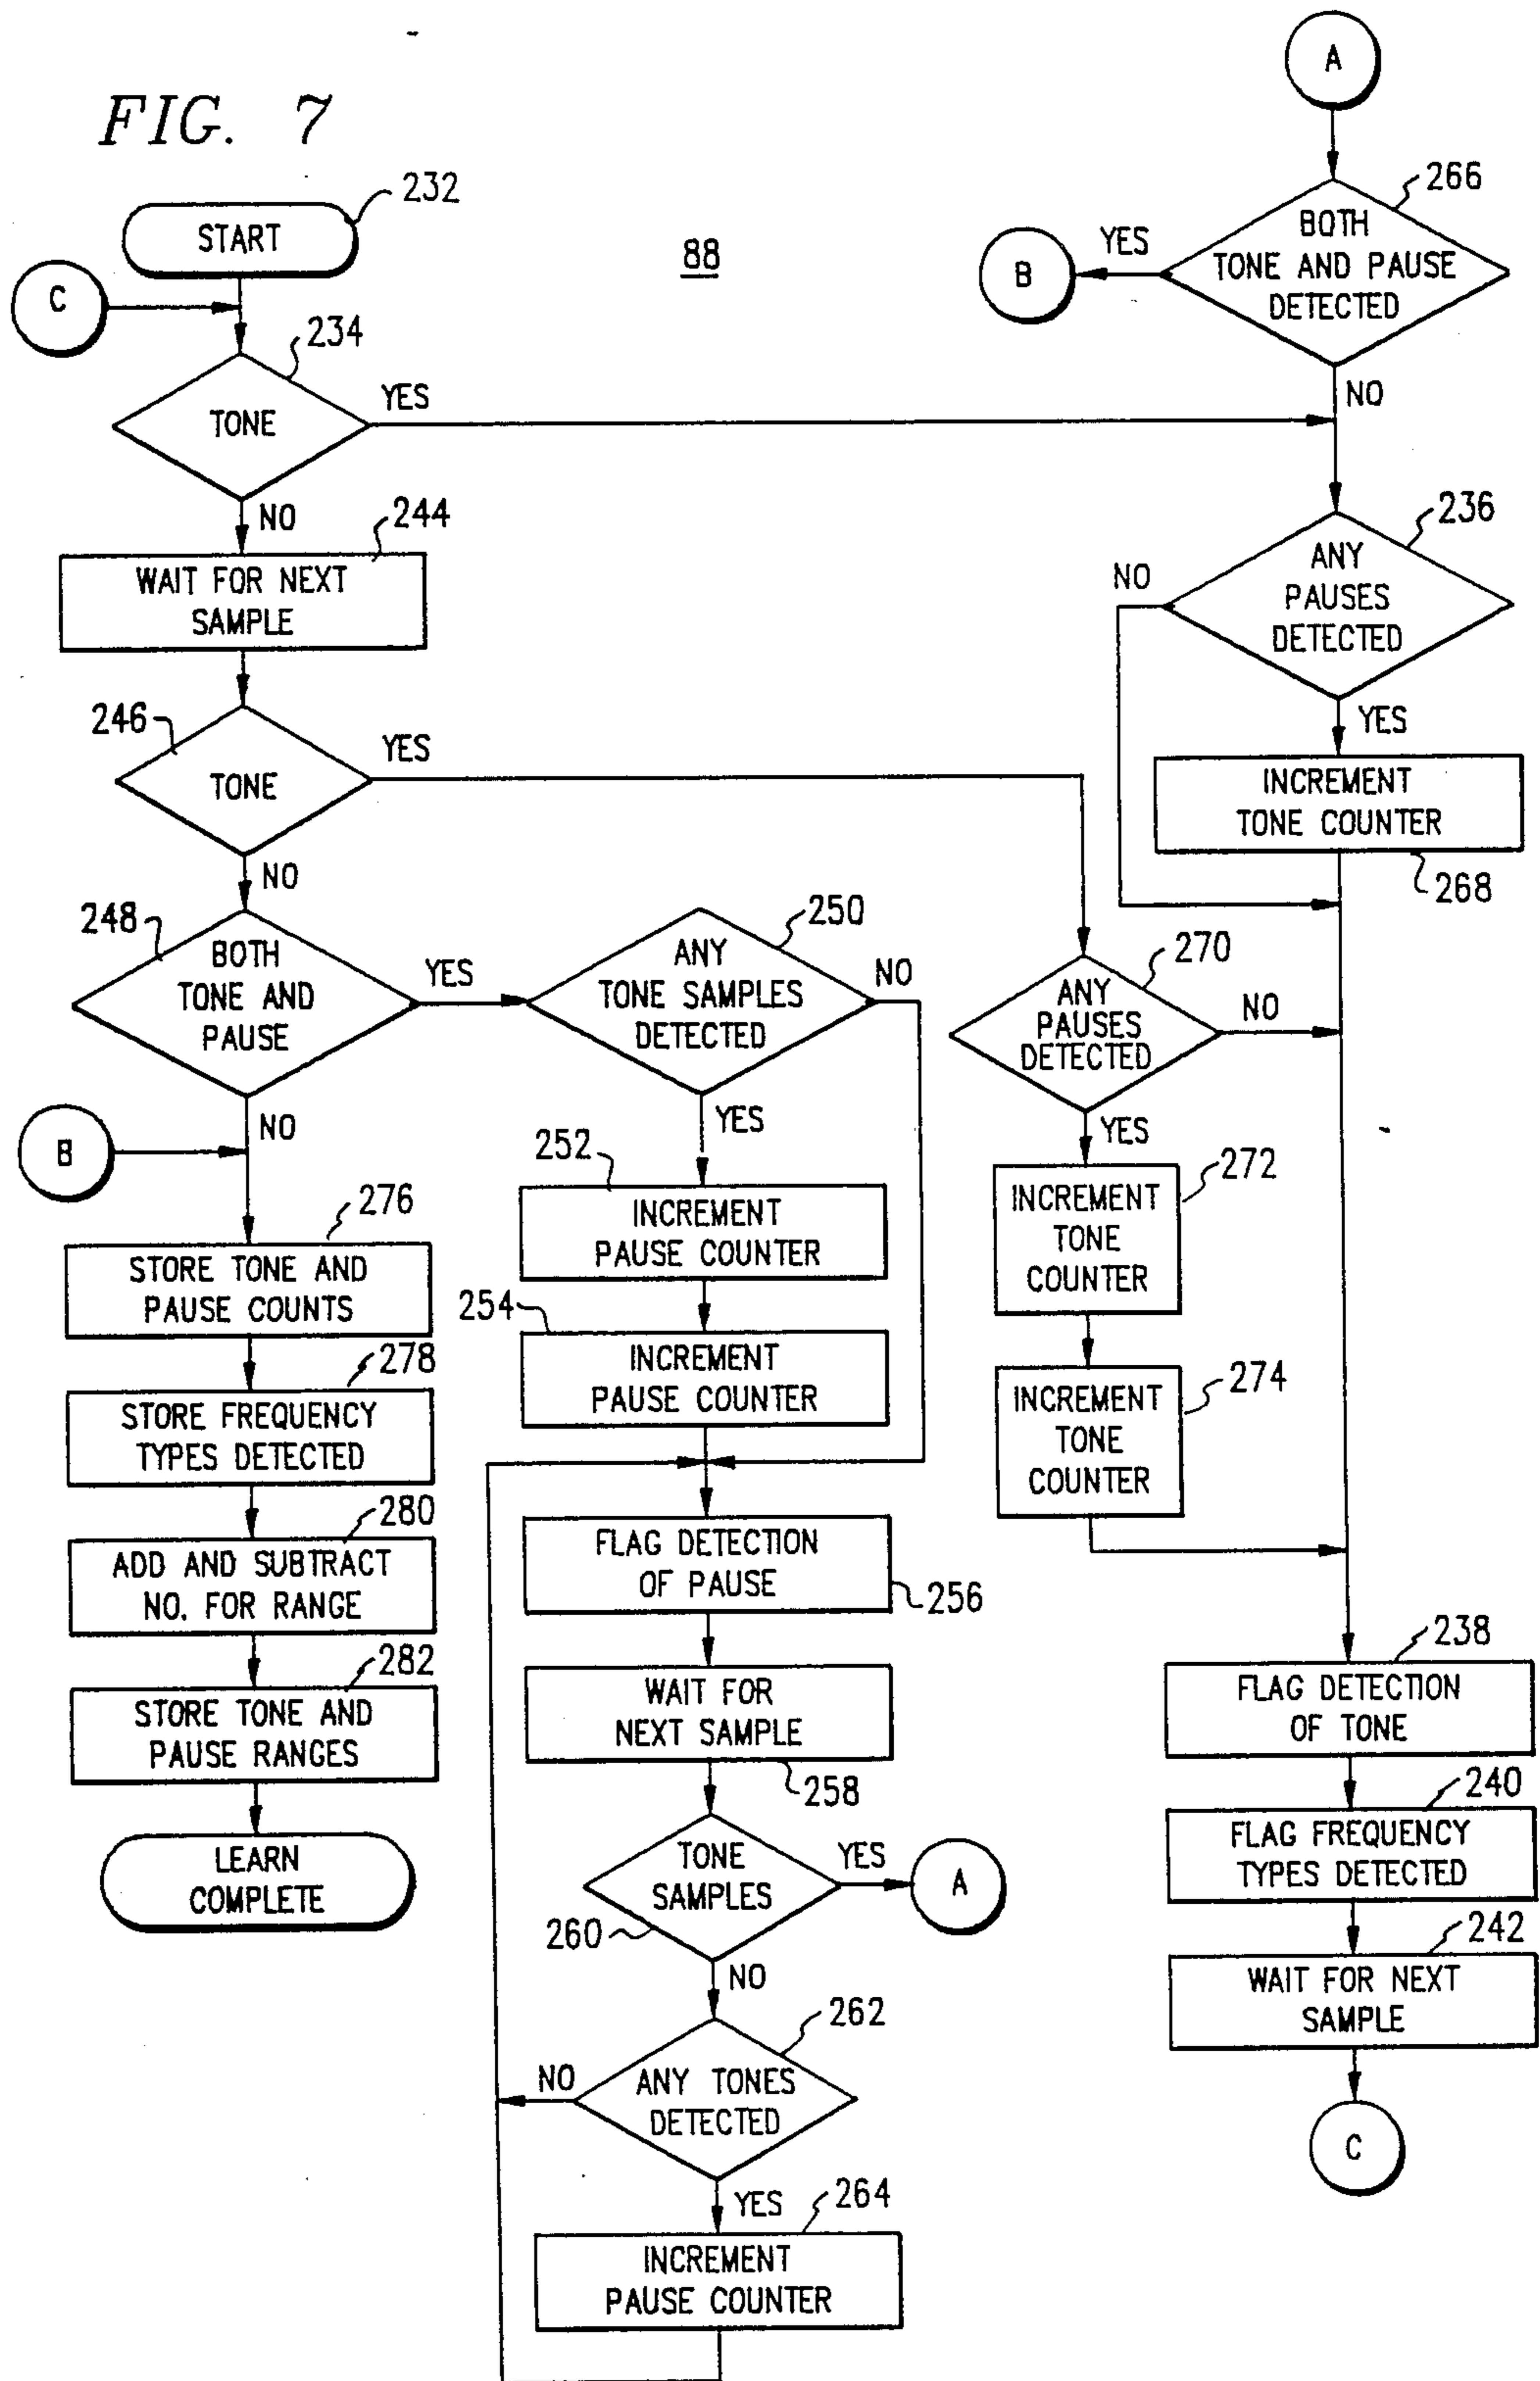 FIG. 7
88
START
232
C
234
TONE
YES
NO
244
WAIT FOR NEXT
SAMPLE
246
TONE
YES
NO
248
BOTH
TONE AND
PAUSE
YES
NO
B
276
STORE TONE AND
PAUSE COUNTS
278
STORE FREQUENCY
TYPES DETECTED
280
ADD AND SUBTRACT
NO. FOR RANGE
282
STORE TONE AND
PAUSE RANGES
LEARN
COMPLETE
250
ANY
TONE SAMPLES
DETECTED
NO
YES
252
INCREMENT
PAUSE COUNTER
254
INCREMENT
PAUSE COUNTER
FLAG DETECTION
OF PAUSE
256
WAIT FOR
NEXT SAMPLE
258
TONE
SAMPLES
YES
A
260
NO
262
ANY TONES
DETECTED
NO
YES
264
INCREMENT
PAUSE COUNTER
A
266
BOTH
TONE AND PAUSE
DETECTED
YES
B
NO
236
ANY
PAUSES
DETECTED
NO
YES
INCREMENT
TONE COUNTER
268
270
ANY
PAUSES
DETECTED
NO
YES
272
INCREMENT
TONE
COUNTER
274
INCREMENT
TONE
COUNTER
238
FLAG DETECTION
OF TONE
240
FLAG FREQUENCY
TYPES DETECTED
242
WAIT FOR NEXT
SAMPLE
C